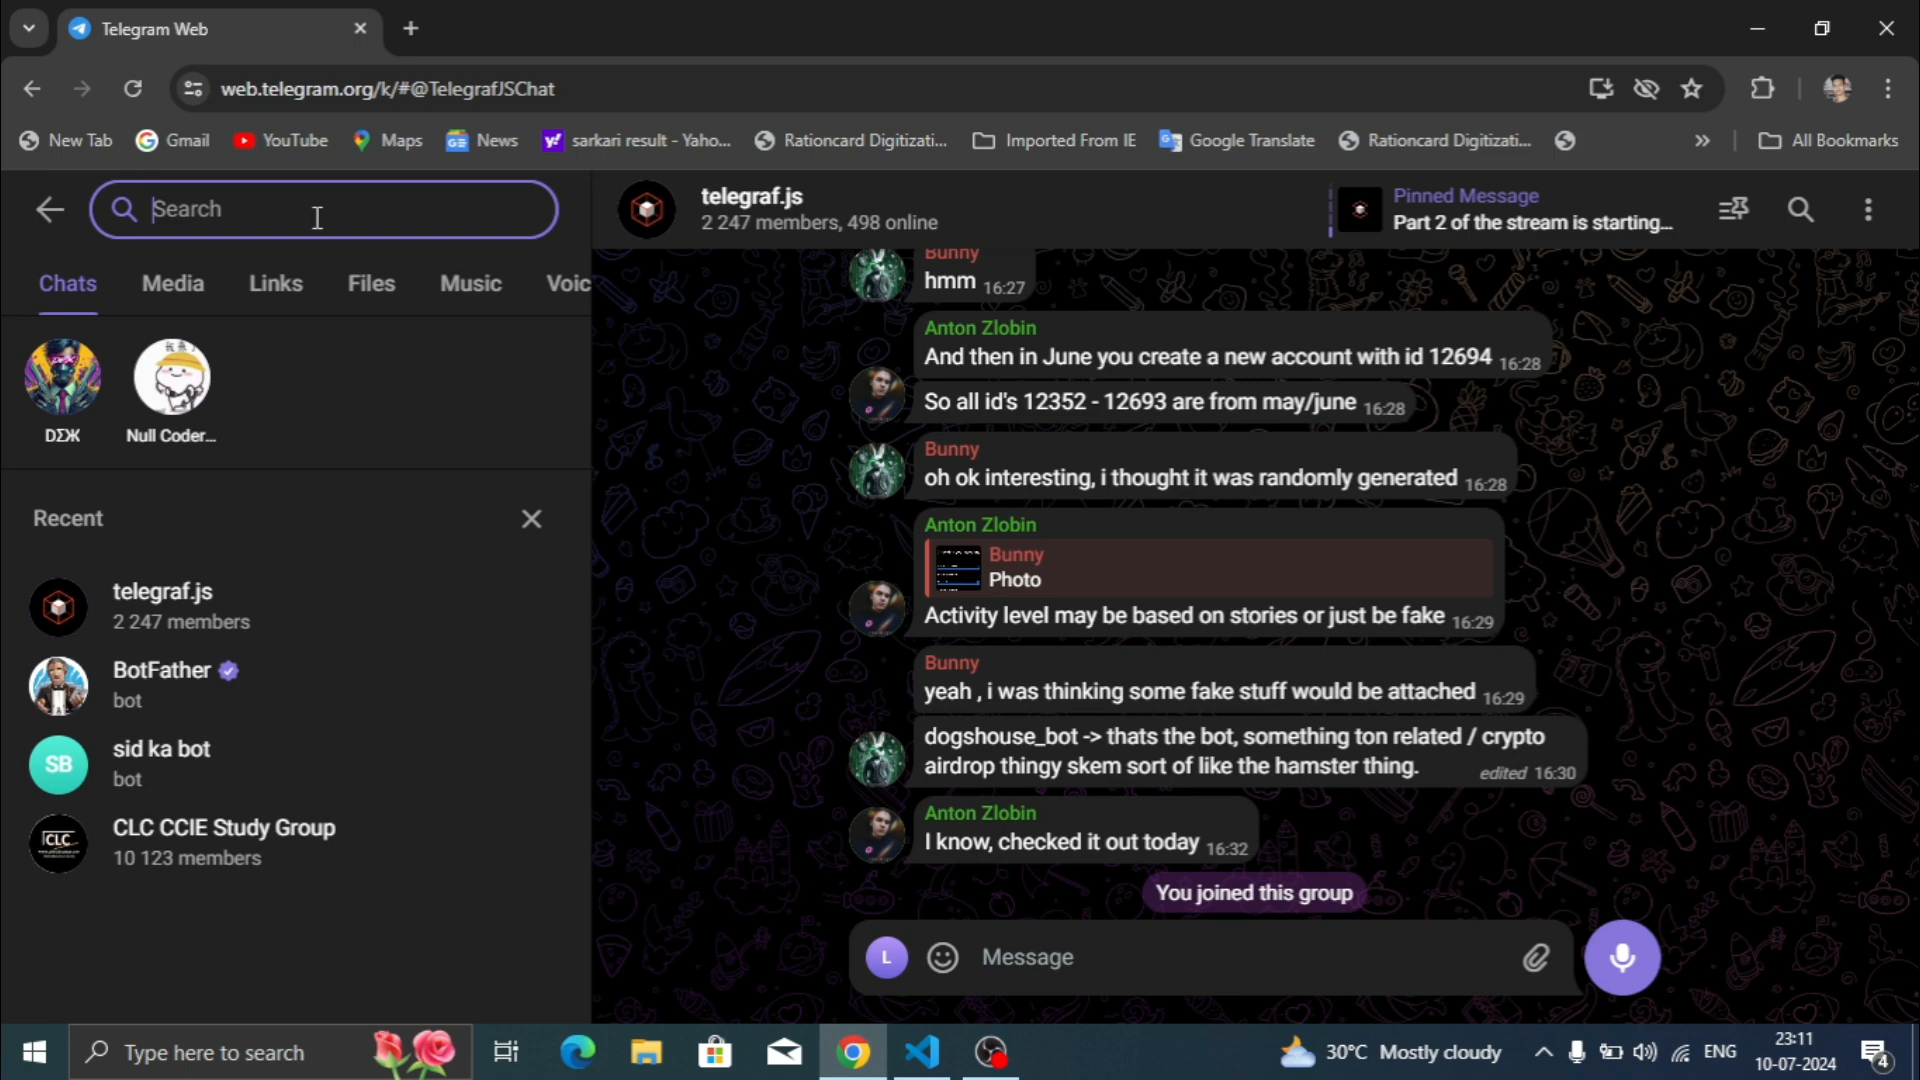 Telegram Web
web.telegram.org/k/#@TelegrafJSChat
New Tab
Gmail
YouTube
Maps
News
sarkari result - Yaho...
Rationcard Digitizati...
Imported From IE
Google Translate
Rationcard Digitizati...
All Bookmarks
Search
Chats
Media
Links
Files
Music
Voic
DΣЖ
Null Coder...
Recent
telegraf.js
2 247 members
BotFather
bot
SB
sid ka bot
bot
CLC
CLC CCIE Study Group
10 123 members
telegraf.js
2 247 members, 498 online
Pinned Message
Part 2 of the stream is starting...
Bunny
hmm 16:27
Anton Zlobin
And then in June you create a new account with id 12694 16:28
So all id's 12352 - 12693 are from may/june 16:28
Bunny
oh ok interesting, i thought it was randomly generated 16:28
Anton Zlobin
Bunny
Photo
Activity level may be based on stories or just be fake 16:29
Bunny
yeah , i was thinking some fake stuff would be attached 16:29
dogshouse_bot -> thats the bot, something ton related / crypto
airdrop thingy skem sort of like the hamster thing. edited 16:30
Anton Zlobin
I know, checked it out today 16:32
You joined this group
L
Message
Type here to search
30°C Mostly cloudy
ENG
23:11
10-07-2024
4